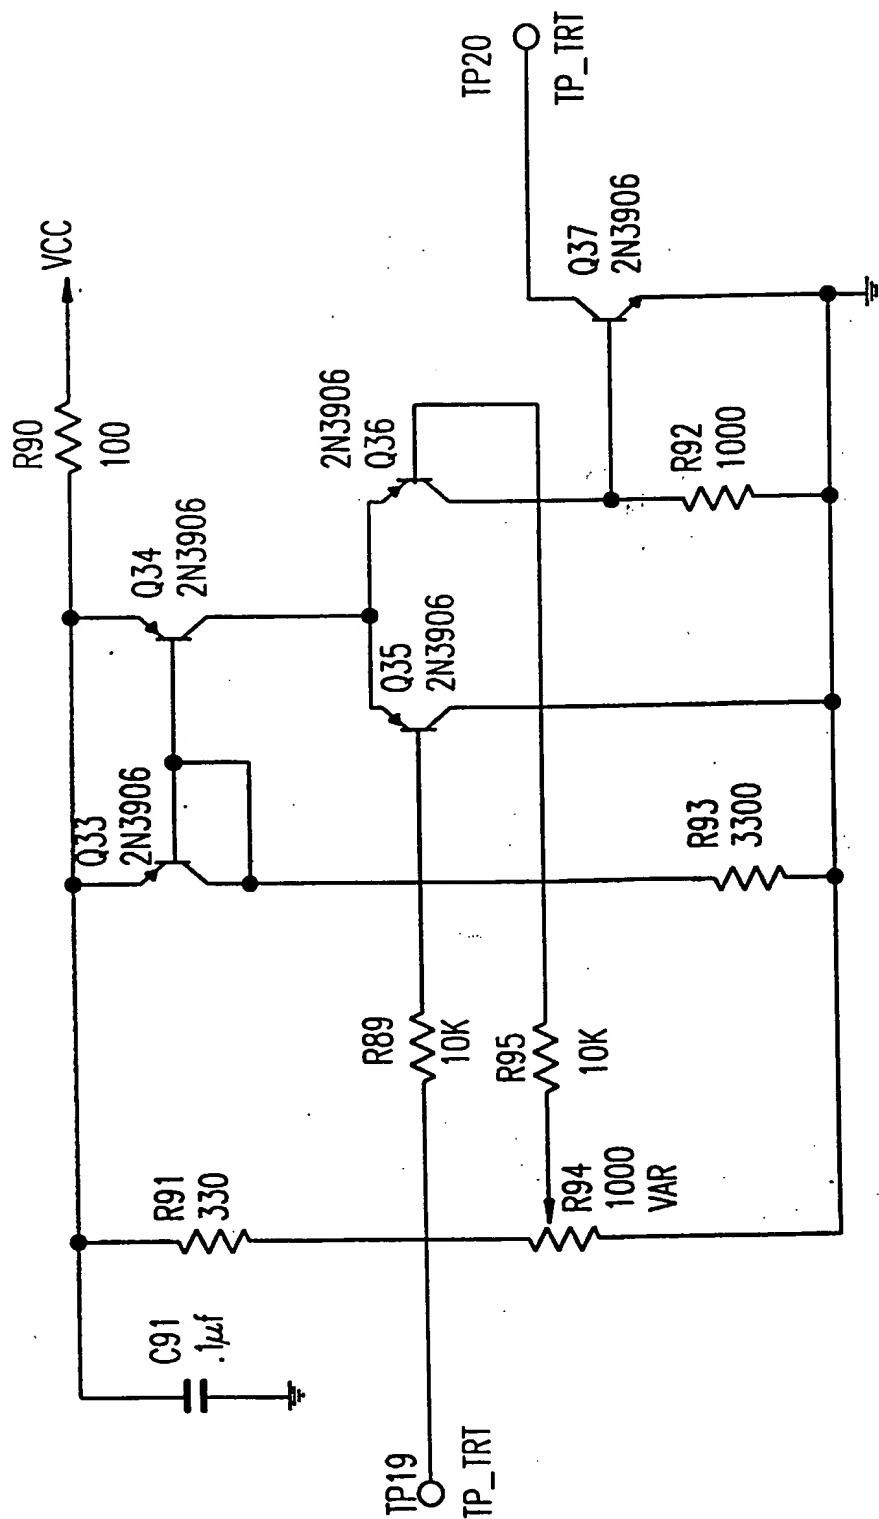 R90
100
VCC
Q34
2N3906
Q33
2N3906
R91
330
C91
.1µf
2N3906
Q36
Q35
2N3906
TP20
TP_TRT
Q37
2N3906
R89
10K
R95
10K
R92
1000
R93
3300
R94
1000
VAR
TP19
TP_TRT